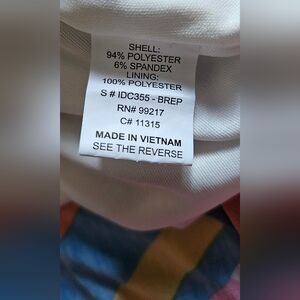 SHELL:
94% POLYESTER
6% SPANDEX
LINING:
100% POLYESTER
S # IDC355 - BREP
RN# 99217
C# 11315
MADE IN VIETNAM
SEE THE REVERSE